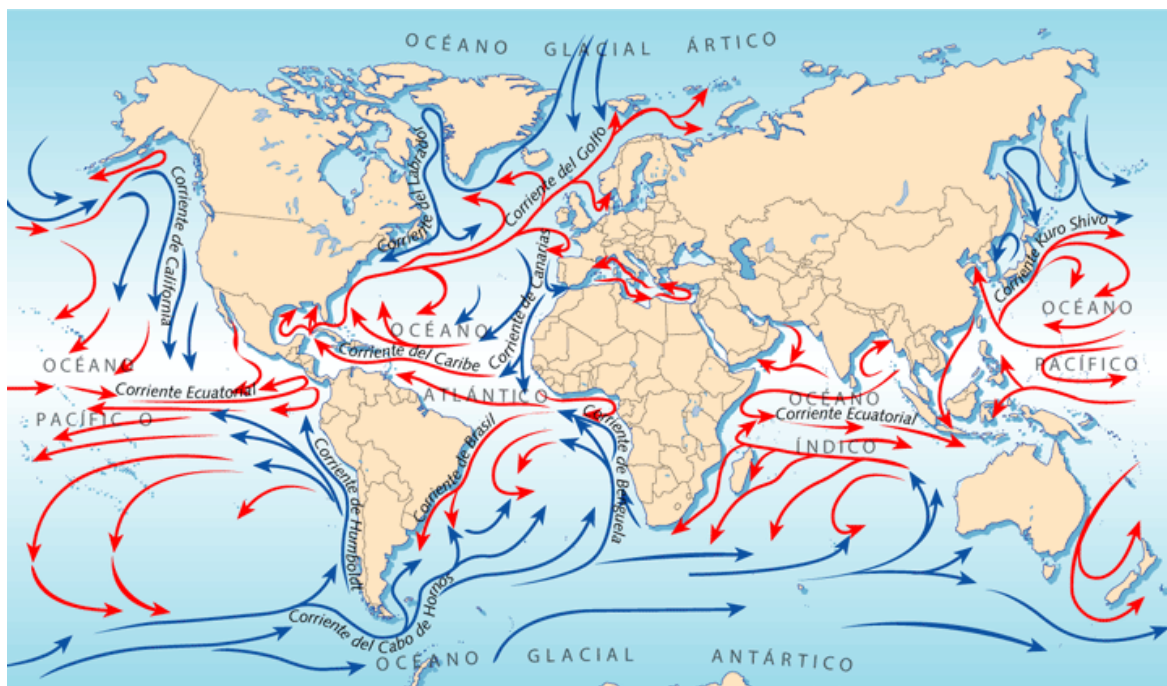 OCÉANO GLACIAL ÁRTICO
Corriente del Labrador
Corriente del Golfo
Corriente de California
Corriente de Canarias
Corriente Kuro Shivo
OCÉANO
PACÍFICO
OCÉANO
Corriente Ecuatorial
PACÍFIC O
OCÉANO
Corriente del Caribe
ATLÁNTICO
Corriente de Brasil
Corriente de Benguela
OCÉANO
Corriente Ecuatorial
ÍNDICO
Corriente de Humboldt
Corriente del Cabo de Hornos
OCÉANO GLACIAL ANTÁRTICO